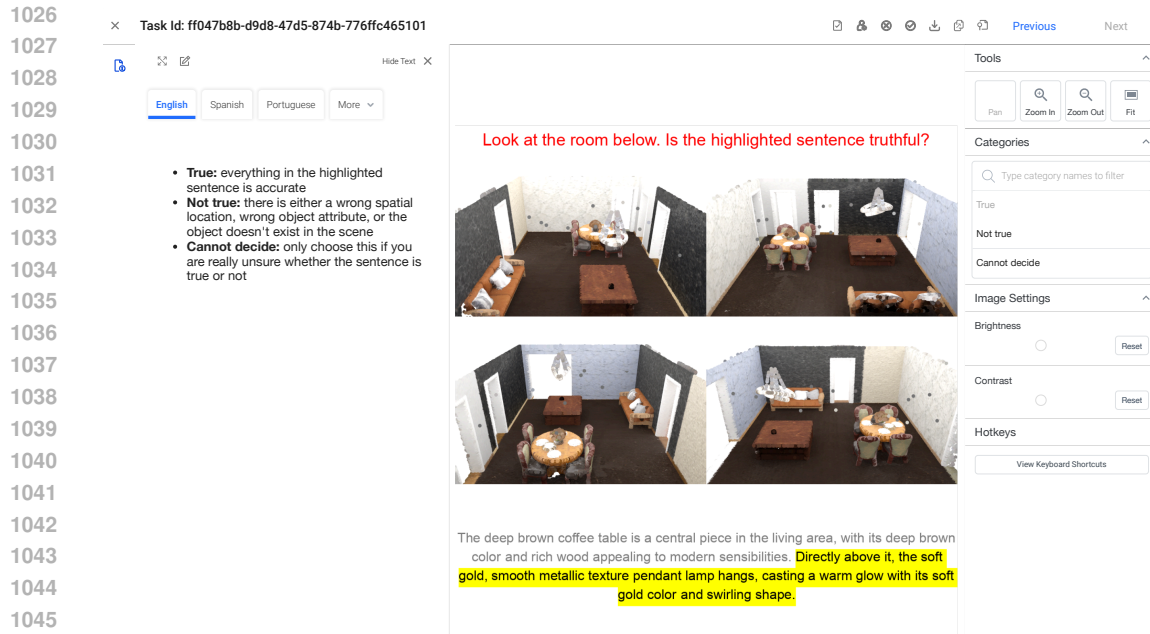 1026
1027
1028
1029
1030
1031
1032
1033
1034
1035
1036
1037
1038
1039
1040
1041
1042
1043
1044
1045
Task Id: ff047b8b-d9d8-47d5-874b-776ffc465101
Previous
Next
Hide Text
English
Spanish
Portuguese
More
• True: everything in the highlighted
sentence is accurate
• Not true: there is either a wrong spatial
location, wrong object attribute, or the
object doesn't exist in the scene
• Cannot decide: only choose this if you
are really unsure whether the sentence is
true or not
Look at the room below. Is the highlighted sentence truthful?
The deep brown coffee table is a central piece in the living area, with its deep brown
color and rich wood appealing to modern sensibilities. Directly above it, the soft
gold, smooth metallic texture pendant lamp hangs, casting a warm glow with its soft
gold color and swirling shape.
Tools
Pan
Zoom In
Zoom Out
Fit
Categories
Type category names to filter
True
Not true
Cannot decide
Image Settings
Brightness
Reset
Contrast
Reset
Hotkeys
View Keyboard Shortcuts